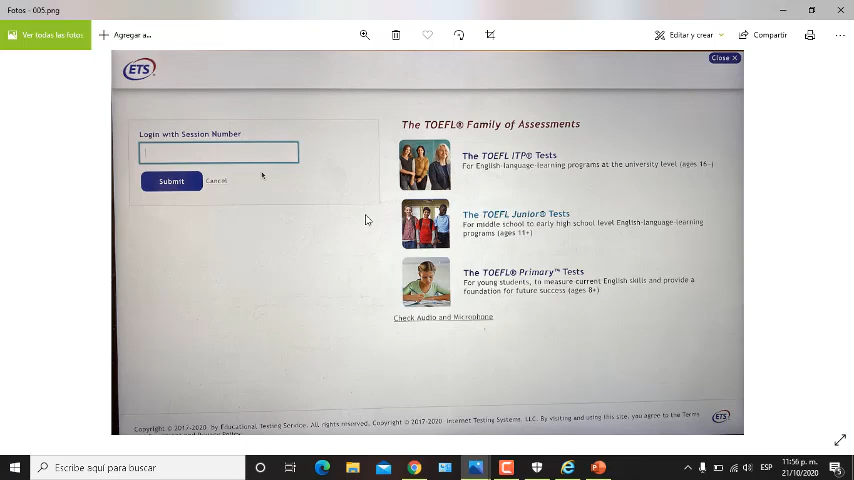 Fotos - 005.png
Ver todas las fotos
Agregar a...
Editar y crear
Compartir
ETS
Close X
Login with Session Number
Submit
Cancel
The TOEFL® Family of Assessments
The TOEFL ITP® Tests
For English-language-learning programs at the university level (ages 16+)
The TOEFL Junior® Tests
For middle school to early high school level English-language-learning
programs (ages 11+)
The TOEFL® Primary™ Tests
For young students, to measure current English skills and provide a
foundation for future success (ages 8+)
Check Audio and Microphone
Copyright © 2017-2020 by Educational Testing Service. All rights reserved. Copyright © 2017-2020 Internet Testing Systems, LLC. By visiting and using this site, you agree to the Terms
Privacy Policy
ETS
Escribe aquí para buscar
ESP
11:56 p. m.
21/10/2020